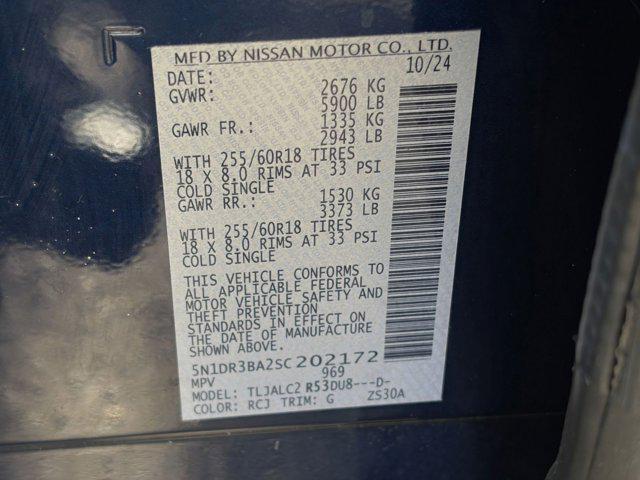 MFD BY NISSAN MOTOR CO., LTD.
DATE: 10/24
GVWR: 2676 KG
5900 LB
GAWR FR.: 1335 KG
2943 LB
WITH 255/60R18 TIRES
18 X 8.0 RIMS AT 33 PSI
COLD SINGLE
GAWR RR.: 1530 KG
3373 LB
WITH 255/60R18 TIRES
18 X 8.0 RIMS AT 33 PSI
COLD SINGLE
THIS VEHICLE CONFORMS TO
ALL APPLICABLE FEDERAL
MOTOR VEHICLE SAFETY AND
THEFT PREVENTION
STANDARDS IN EFFECT ON
THE DATE OF MANUFACTURE
SHOWN ABOVE.
5N1DR3BA2SC202172
MPV 969
MODEL: TLJALC2 R53DU8---D-
COLOR: RCJ TRIM: G ZS30A